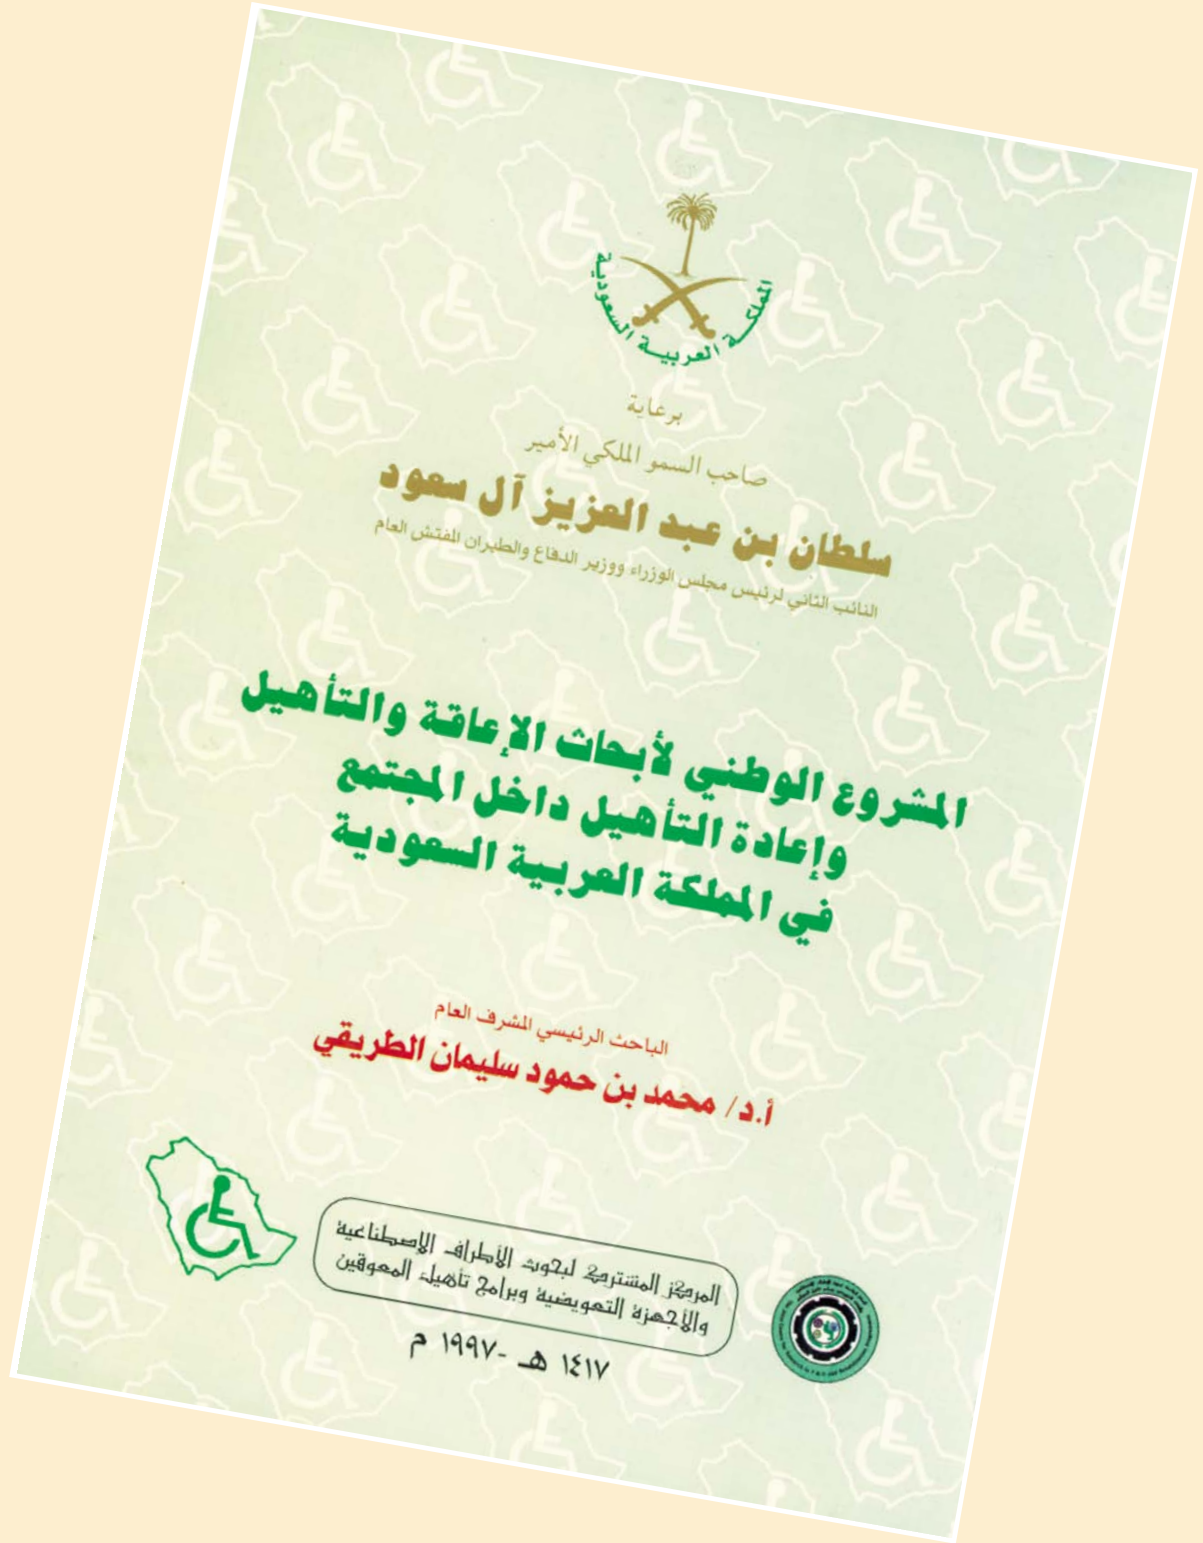 المملكة العربية السعودية
برعاية
صاحب السمو الملكي الأمير
سلطان بن عبد العزيز آل سعود
النائب الثاني لرئيس مجلس الوزراء ووزير الدفاع والطيران المفتش العام
المشروع الوطني لأبحاث الإعاقة والتأهيل
وإعادة التأهيل داخل المجتمع
في المملكة العربية السعودية
الباحث الرئيسي المشرف العام
أ.د/ محمد بن حمود سليمان الطريقي
المركز المشترك لبحوث الأطراف الإصطناعية
والأجهزة التعويضية وبرامج تأهيل المعوقين
١٤١٧ هـ -١٩٩٧ م